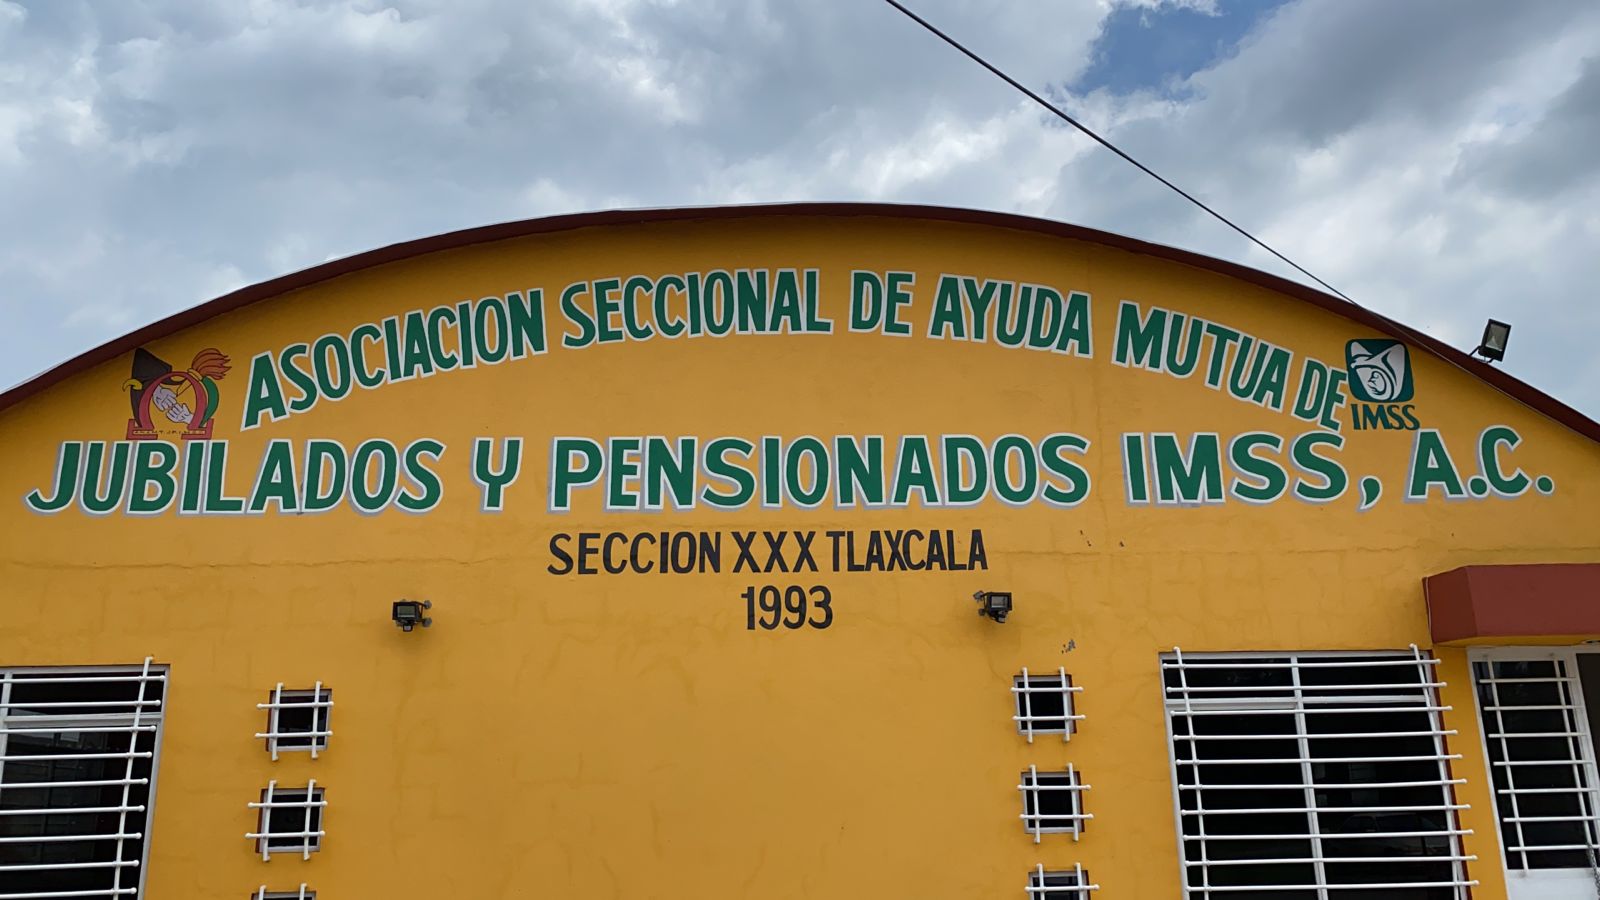 ASOCIACION SECCIONAL DE AYUDA MUTUA DE
IMSS
JUBILADOS Y PENSIONADOS IMSS, A.C.
SECCION XXX TLAXCALA
1993